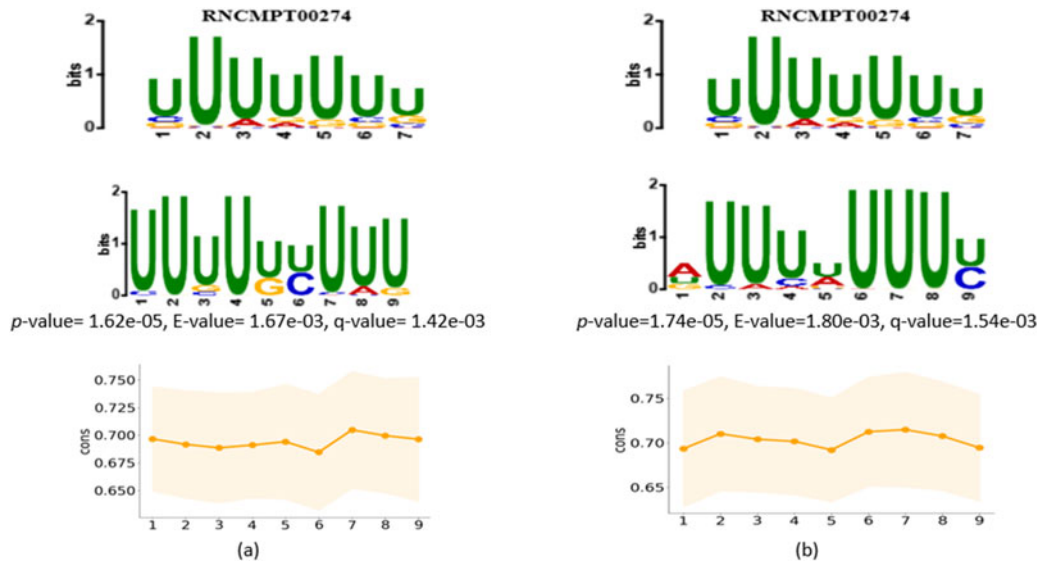 RNCMPT00274
2
1
0
bits
U U U U U U U
1 2 3 4 5 6 7
2
1
0
bits
U U U U U U U U U
G C A G
1 2 3 4 5 6 7 8 9
p-value= 1.62e-05, E-value= 1.67e-03, q-value= 1.42e-03
0.750
0.725
0.700
0.675
0.650
cons
1 2 3 4 5 6 7 8 9
(a)
RNCMPT00274
2
1
0
bits
U U U U U U U
1 2 3 4 5 6 7
2
1
0
bits
A U U U U U U U U
A C
1 2 3 4 5 6 7 8 9
p-value=1.74e-05, E-value=1.80e-03, q-value=1.54e-03
0.75
0.70
0.65
cons
1 2 3 4 5 6 7 8 9
(b)